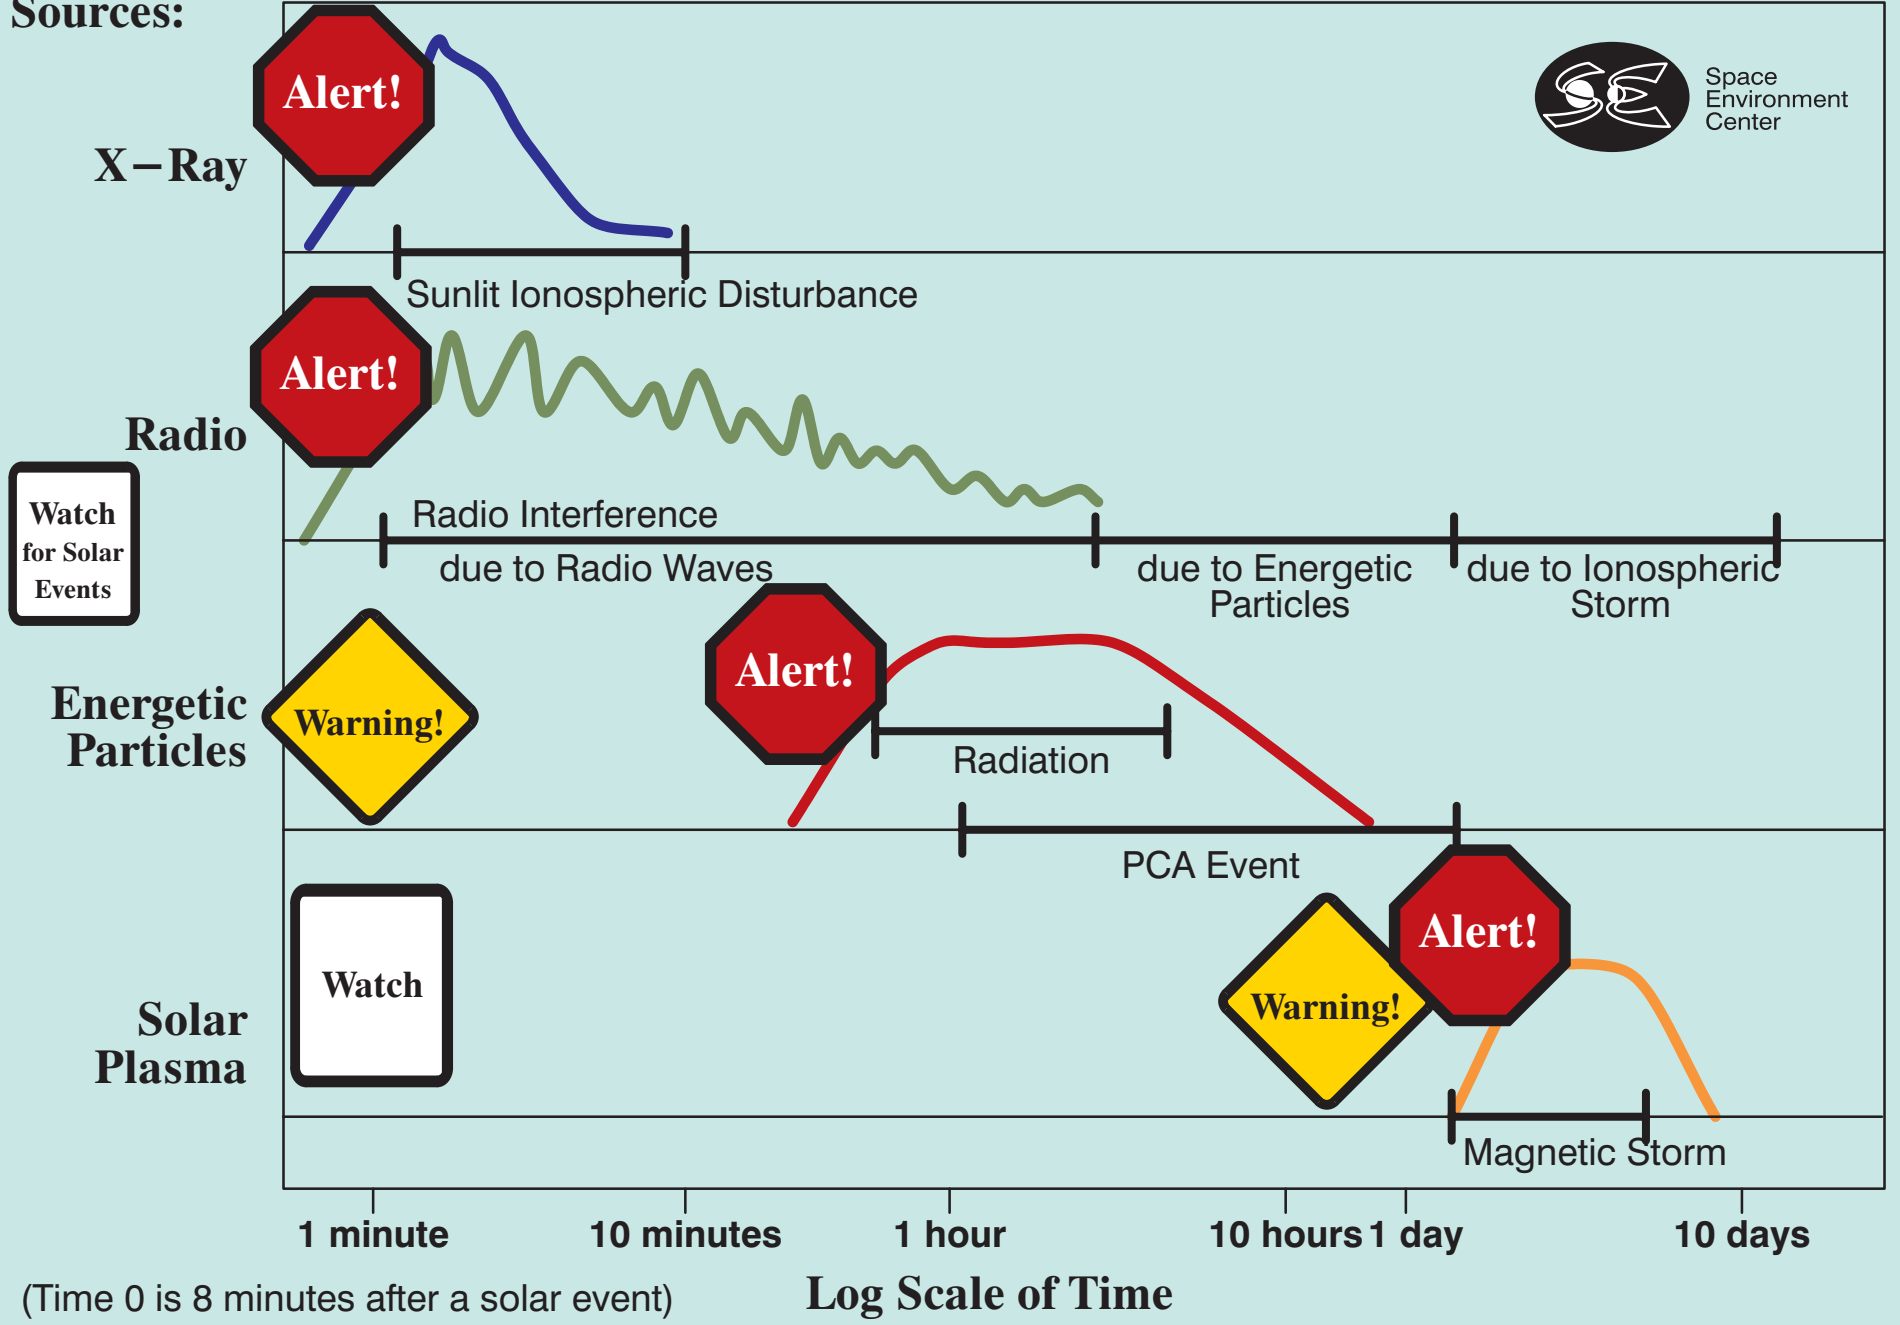 Sources:
Alert!
X–Ray
Space
Environment
Center
Sunlit Ionospheric Disturbance
Alert!
Radio
Radio Interference
due to Radio Waves
due to Energetic
Particles
due to Ionospheric
Storm
Watch
for Solar
Events
Energetic
Particles
Warning!
Alert!
Radiation
PCA Event
Solar
Plasma
Watch
Warning!
Alert!
Magnetic Storm
1 minute
10 minutes
1 hour
10 hours
1 day
10 days
(Time 0 is 8 minutes after a solar event)
Log Scale of Time